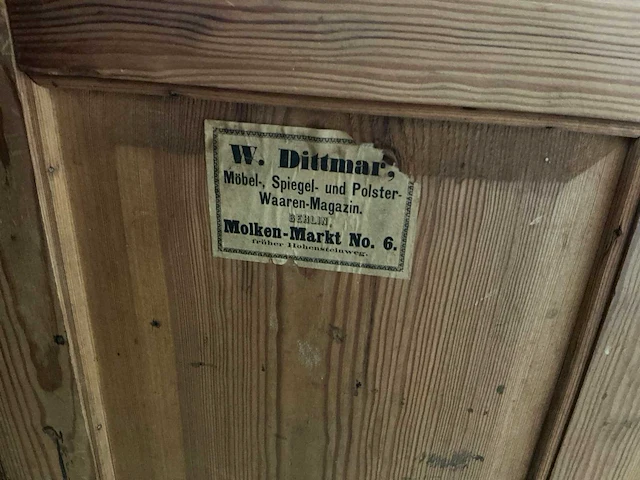 W. Dittmar,
Möbel-, Spiegel- und Polster-
Waaren-Magazin.
BERLIN,
Molken-Markt No. 6.
früher Hohensteinweg.